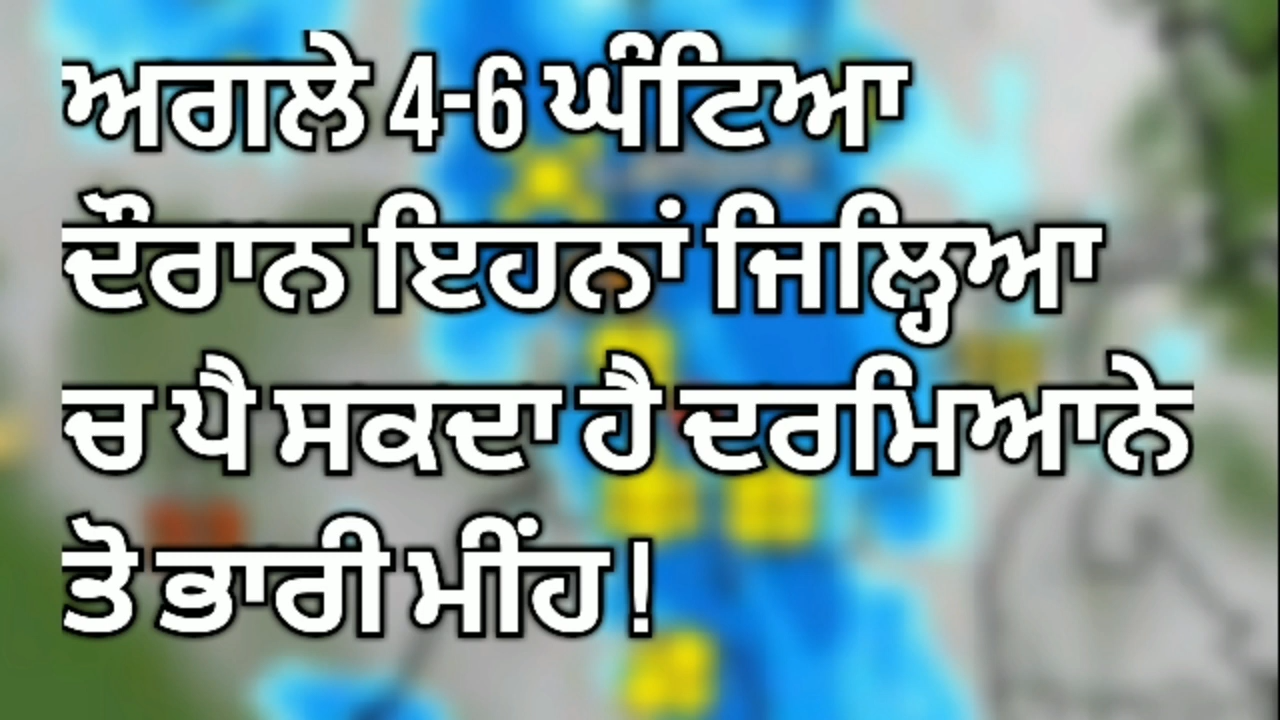 ਅਗਲੇ 4-6 ਘੰਟਿਆ
ਦੌਰਾਨ ਇਹਨਾਂ ਜਿਲ੍ਹਿਆ
ਚ ਪੈ ਸਕਦਾ ਹੈ ਦਰਮਿਆਨੇ
ਤੋ ਭਾਰੀ ਮੀਂਹ !